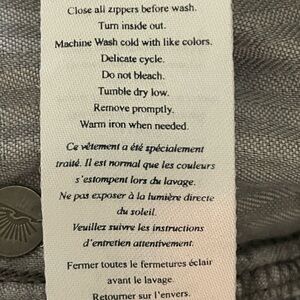 Close all zippers before wash.
Turn inside out.
Machine Wash cold with like colors.
Delicate cycle.
Do not bleach.
Tumble dry low.
Remove promptly.
Warm iron when needed.
Ce vêtement a été spécialement
traité. Il est normal que les couleurs
s'estompent lors du lavage.
Ne pas exposer à la lumière directe
du soleil.
Veuillez suivre les instructions
d'entretien attentivement.
Fermer toutes le fermetures éclair
avant le lavage.
Retourner sur l'envers.